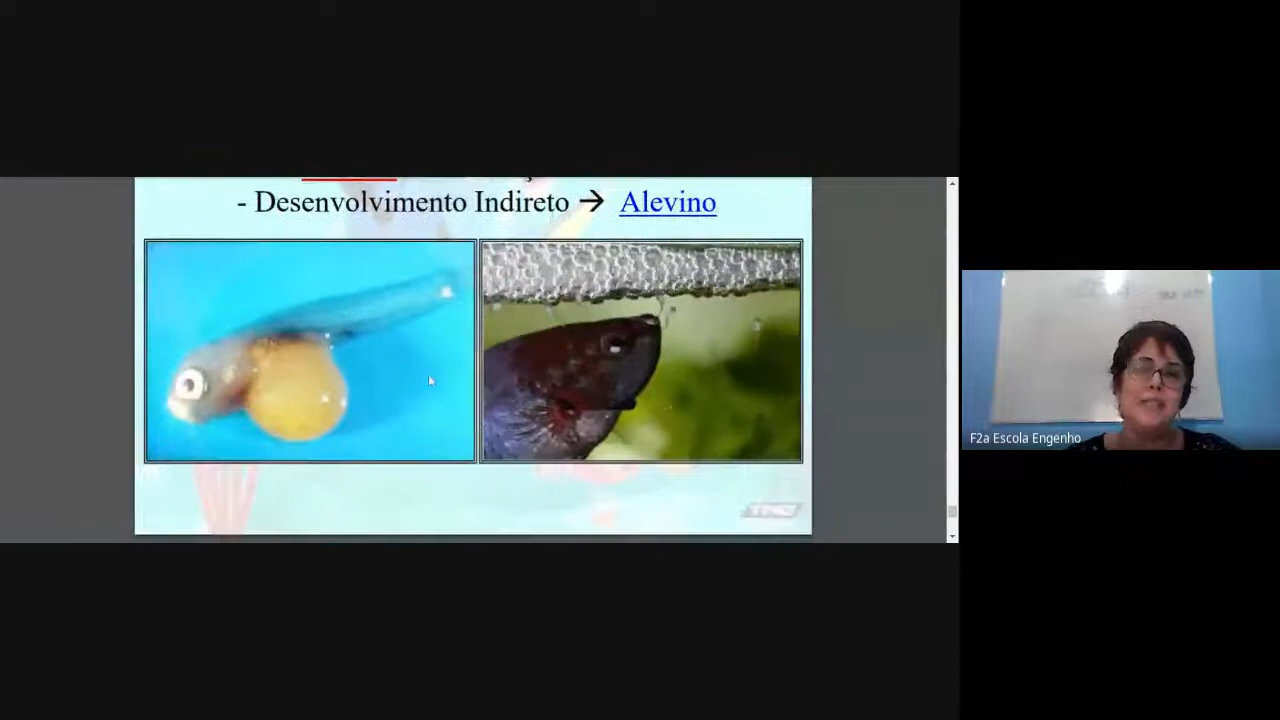 - Desenvolvimento Indireto → Alevino
F2a Escola Engenho